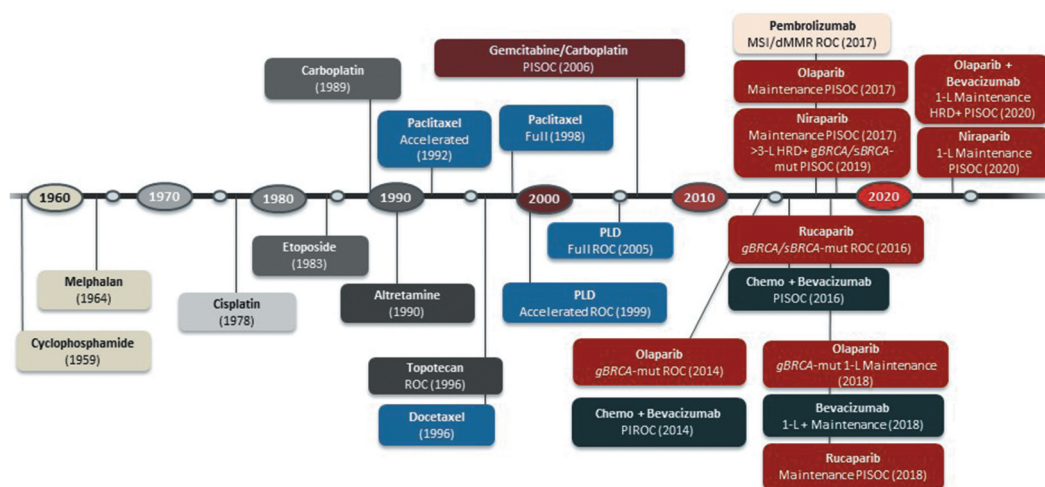 Pembrolizumab
MSI/dMMR ROC (2017)
Gemcitabine/Carboplatin
PISOC (2006)
Carboplatin
(1989)
Olaparib
Maintenance PISOC (2017)
Olaparib +
Bevacizumab
1-L Maintenance
HRD+ PISOC (2020)
Paclitaxel
Accelerated
(1992)
Paclitaxel
Full (1998)
Niraparib
Maintenance PISOC (2017)
>3-L HRD+ gBRCA/sBRCA-
mut PISOC (2019)
Niraparib
1-L Maintenance
PISOC (2020)
1960
1970
1980
1990
2000
2010
2020
Melphalan
(1964)
Cyclophosphamide
(1959)
Cisplatin
(1978)
Etoposide
(1983)
Altretamine
(1990)
Topotecan
ROC (1996)
Docetaxel
(1996)
PLD
Full ROC (2005)
PLD
Accelerated ROC (1999)
Rucaparib
gBRCA/sBRCA-mut ROC (2016)
Chemo + Bevacizumab
PISOC (2016)
Olaparib
gBRCA-mut ROC (2014)
Chemo + Bevacizumab
PIROC (2014)
Olaparib
gBRCA-mut 1-L Maintenance
(2018)
Bevacizumab
1-L + Maintenance (2018)
Rucaparib
Maintenance PISOC (2018)